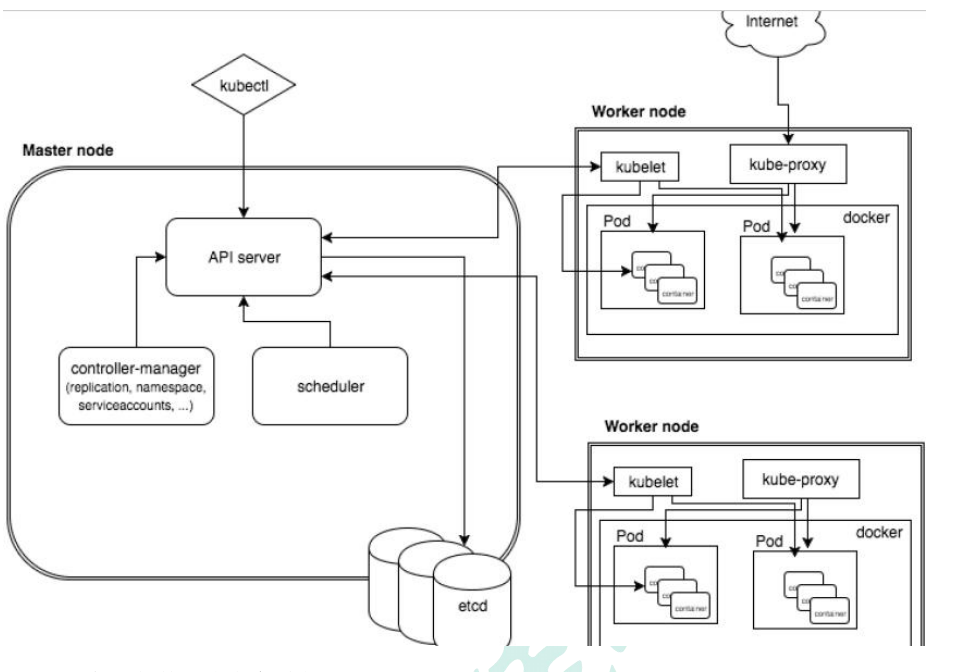 Internet
kubectl
Master node
API server
controller-manager
(replication, namespace,
serviceaccounts, ...)
scheduler
etcd
Worker node
kubelet
kube-proxy
docker
Pod
Pod
container
container
Worker node
kubelet
kube-proxy
docker
Pod
Pod
container
container